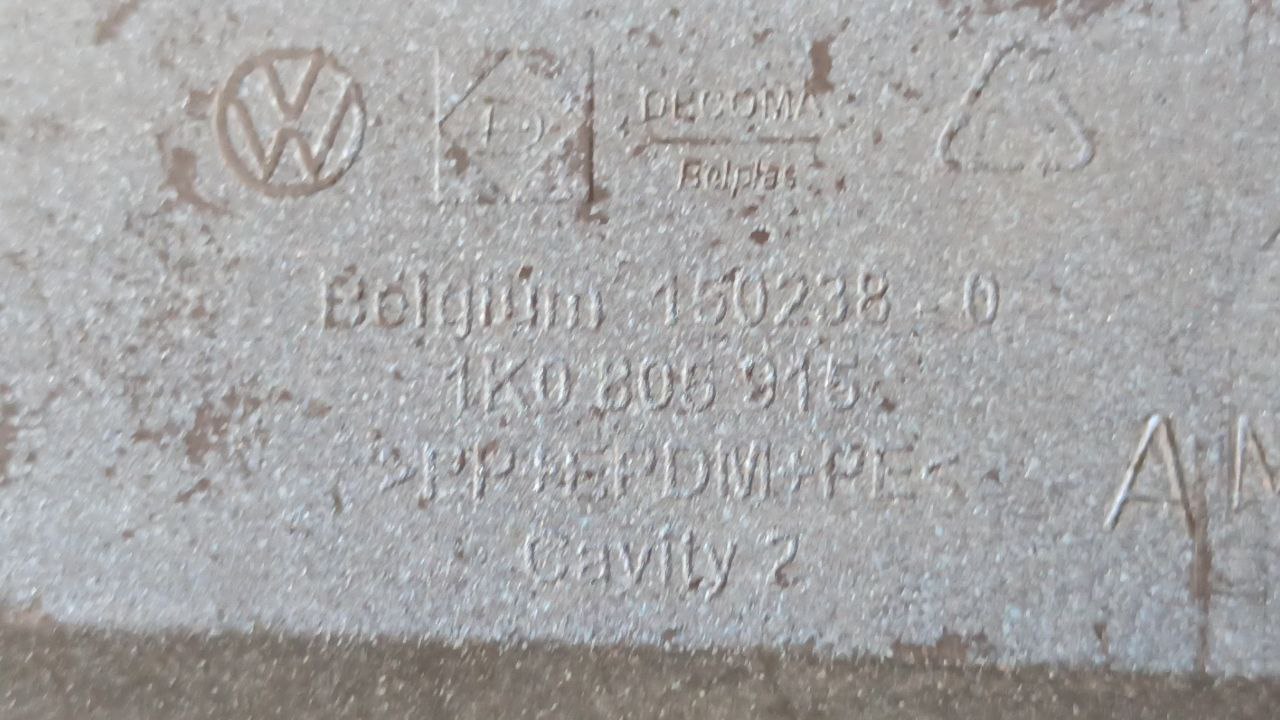 DECOMA
Belplas
Belgium 150238 - 0
1K0 805 915
>PP+EPDM+PE<
Cavity 2